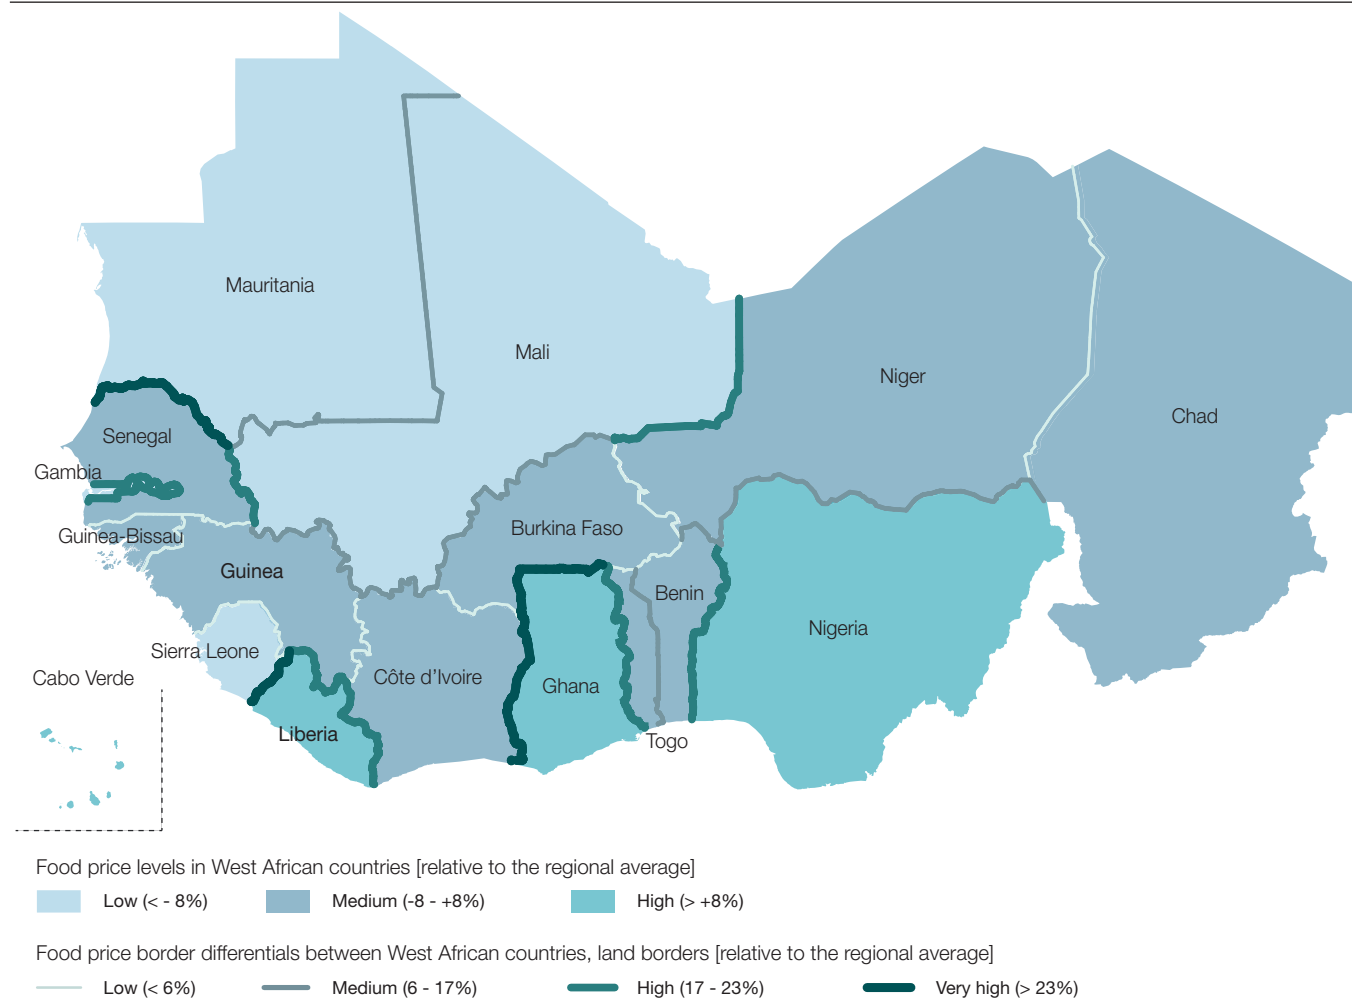 Mauritania
Mali
Niger
Chad
Senegal
Gambia
Guinea-Bissau
Burkina Faso
Guinea
Benin
Nigeria
Sierra Leone
Côte d'Ivoire
Ghana
Cabo Verde
Liberia
Togo
Food price levels in West African countries [relative to the regional average]
Low (< - 8%) Medium (-8 - +8%) High (> +8%)
Food price border differentials between West African countries, land borders [relative to the regional average]
Low (< 6%) Medium (6 - 17%) High (17 - 23%) Very high (> 23%)